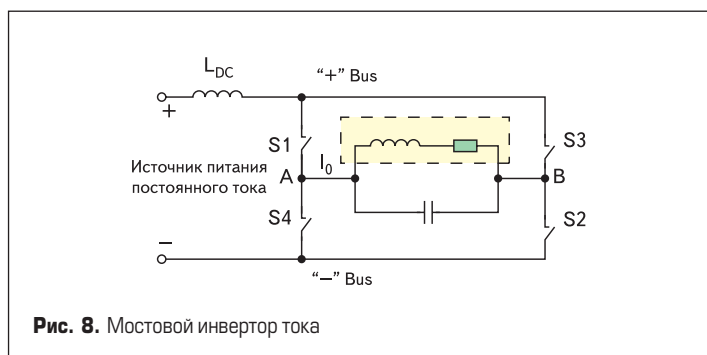 L_DC
"+" Bus
+
S1
S3
Источник питания
постоянного тока
A
I_0
B
S4
S2
–
"–" Bus
Рис. 8. Мостовой инвертор тока